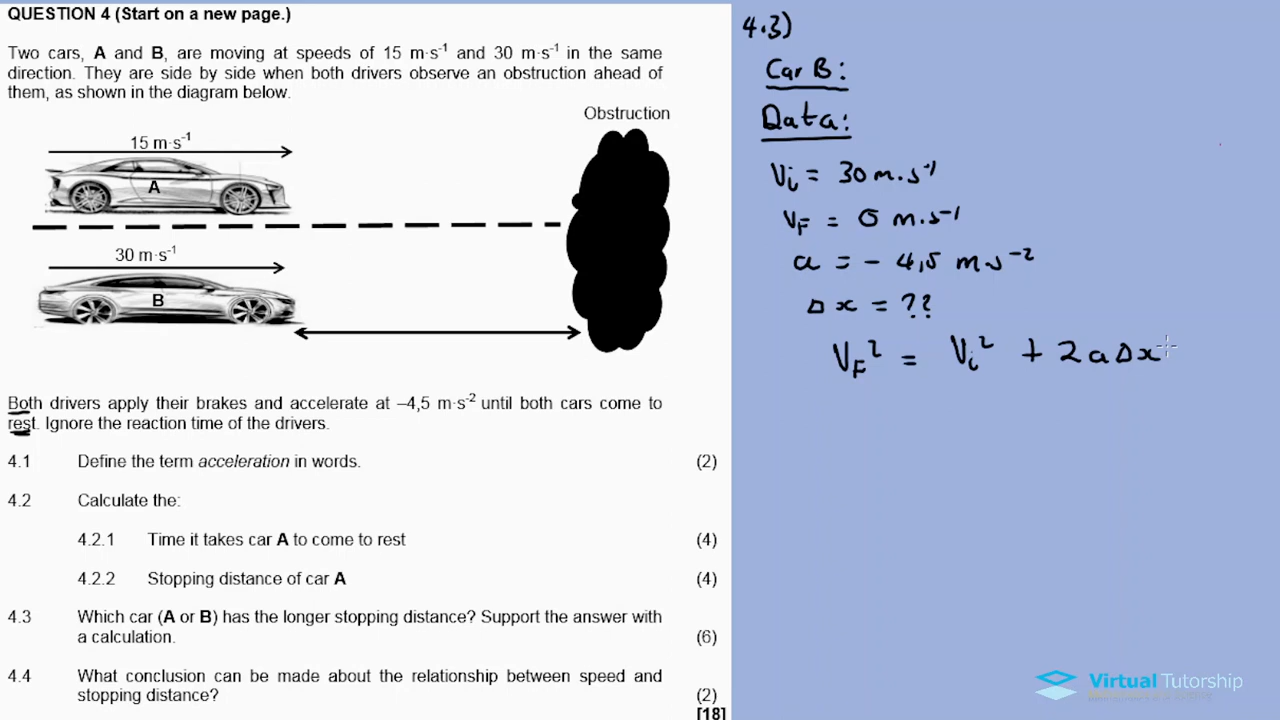 QUESTION 4 (Start on a new page.)
Two cars, A and B, are moving at speeds of 15 m·s⁻¹ and 30 m·s⁻¹ in the same
direction. They are side by side when both drivers observe an obstruction ahead of
them, as shown in the diagram below.
Obstruction
15 m·s⁻¹
A
30 m·s⁻¹
B
Both drivers apply their brakes and accelerate at –4,5 m·s⁻² until both cars come to
rest. Ignore the reaction time of the drivers.
4.1 Define the term acceleration in words. (2)
4.2 Calculate the:
4.2.1 Time it takes car A to come to rest (4)
4.2.2 Stopping distance of car A (4)
4.3 Which car (A or B) has the longer stopping distance? Support the answer with
a calculation. (6)
4.4 What conclusion can be made about the relationship between speed and
stopping distance? (2)
[18]
4.3)
Car B:
Data:
Vi = 30 m.s⁻¹
VF = 0 m.s⁻¹
a = - 4,5 m.s⁻²
Δx = ??
VF² = Vi² + 2aΔx
Virtual Tutorship